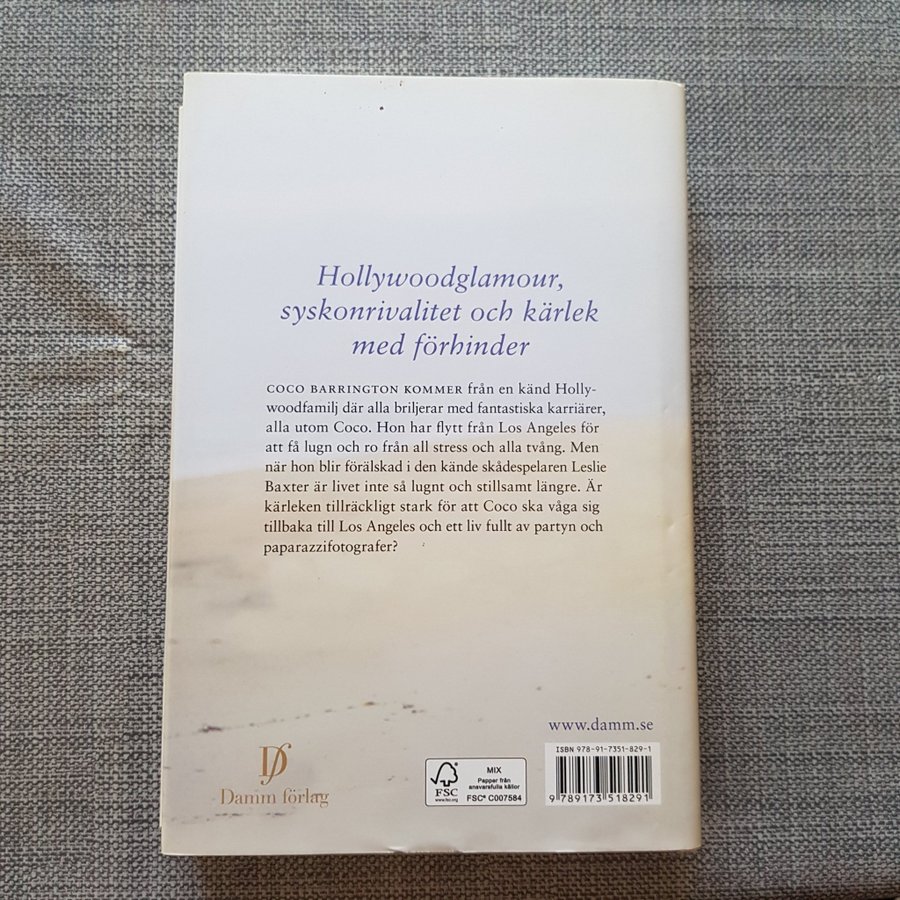 Hollywoodglamour,
syskonrivalitet och kärlek
med förhinder
COCO BARRINGTON KOMMER från en känd Holly-
woodfamilj där alla briljerar med fantastiska karriärer,
alla utom Coco. Hon har flytt från Los Angeles för
att få lugn och ro från all stress och alla tvång. Men
när hon blir förälskad i den kände skådespelaren Leslie
Baxter är livet inte så lugnt och stillsamt längre. Är
kärleken tillräckligt stark för att Coco ska våga sig
tillbaka till Los Angeles och ett liv fullt av partyn och
paparazzifotografer?
www.damm.se
Df
Damm förlag
FSC
www.fsc.org
MIX
Papper från
ansvarsfulla källor
FSC® C007584
ISBN 978-91-7351-829-1
9 789173 518291